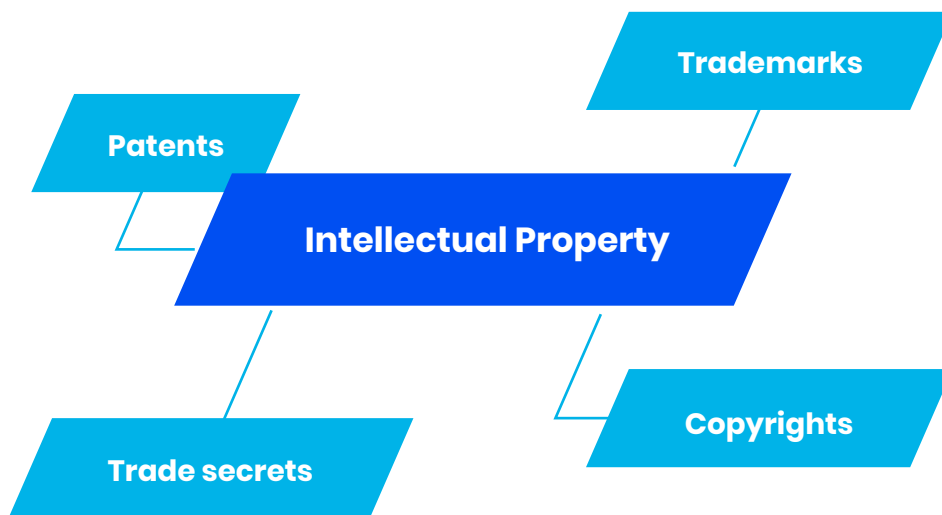 Trademarks
Patents
Intellectual Property
Copyrights
Trade secrets